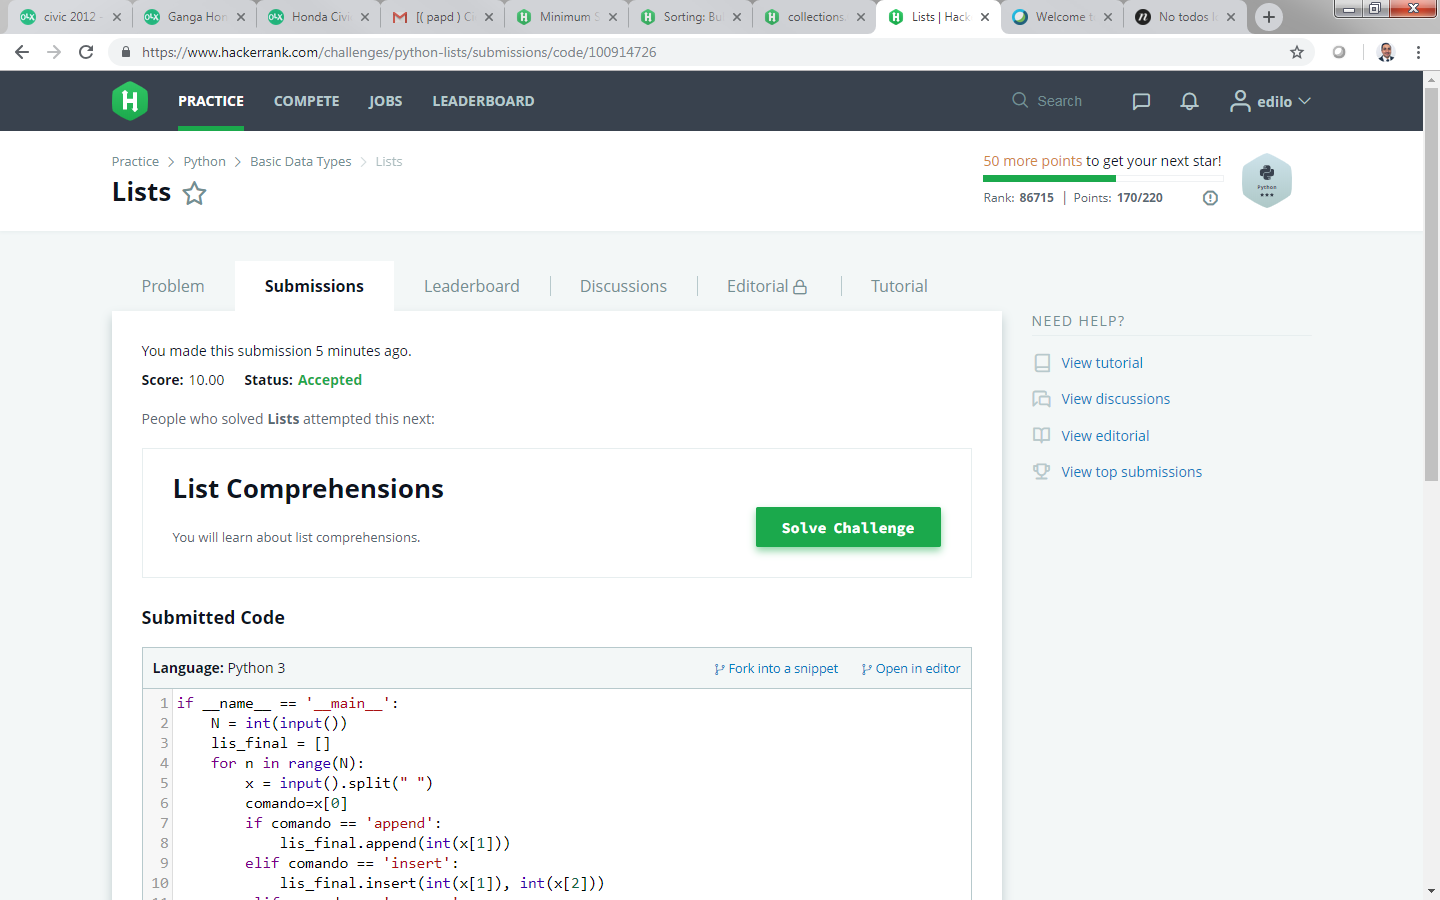 civic 2012 -
Ganga Hon
Honda Civi
[( papd ) Ci
Minimum S
Sorting: Bu
collections.
Lists | Hack
Welcome t
No todos l
https://www.hackerrank.com/challenges/python-lists/submissions/code/100914726
PRACTICE COMPETE JOBS LEADERBOARD
Search
edilo
Practice > Python > Basic Data Types > Lists
Lists
50 more points to get your next star!
Rank: 86715 | Points: 170/220
Python
Problem
Submissions
Leaderboard
Discussions
Editorial
Tutorial
You made this submission 5 minutes ago.
Score: 10.00 Status: Accepted
People who solved Lists attempted this next:
List Comprehensions
You will learn about list comprehensions.
Solve Challenge
Submitted Code
Language: Python 3
Fork into a snippet
Open in editor
1 if __name__ == '__main__':
2     N = int(input())
3     lis_final = []
4     for n in range(N):
5         x = input().split(" ")
6         comando=x[0]
7         if comando == 'append':
8             lis_final.append(int(x[1]))
9         elif comando == 'insert':
10             lis_final.insert(int(x[1]), int(x[2]))
NEED HELP?
View tutorial
View discussions
View editorial
View top submissions